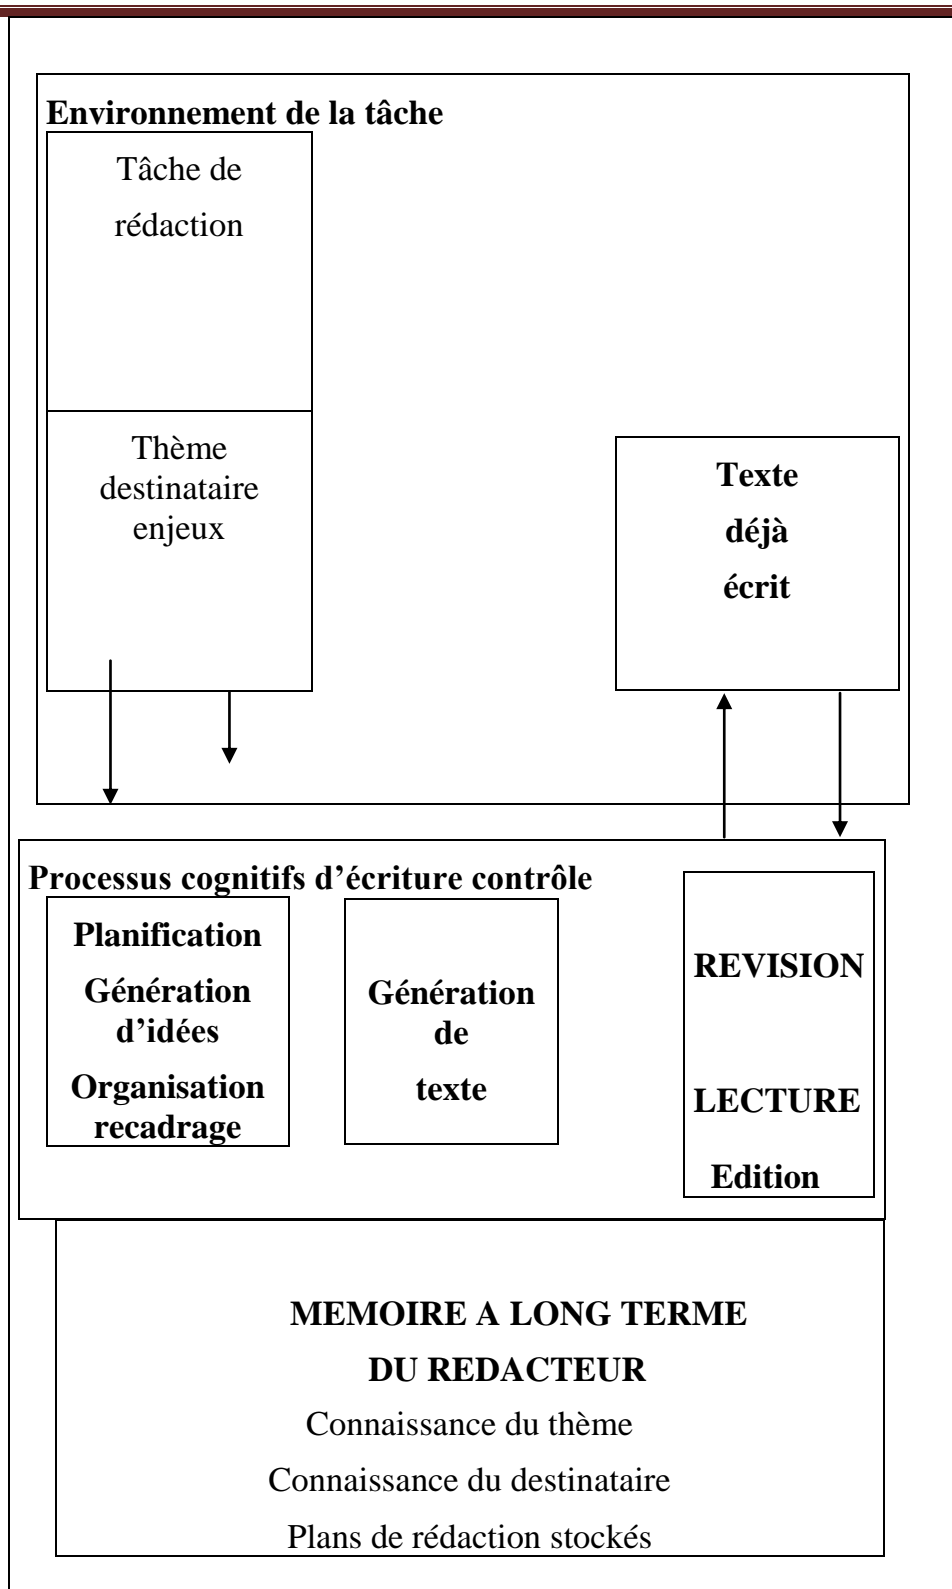 Environnement de la tâche
Tâche de
rédaction
Thème
destinataire
enjeux
Texte
déjà
écrit
Processus cognitifs d’écriture contrôle
Planification
Génération
d’idées
Organisation
recadrage
Génération
de
texte
REVISION
LECTURE
Edition
MEMOIRE A LONG TERME
DU REDACTEUR
Connaissance du thème
Connaissance du destinataire
Plans de rédaction stockés